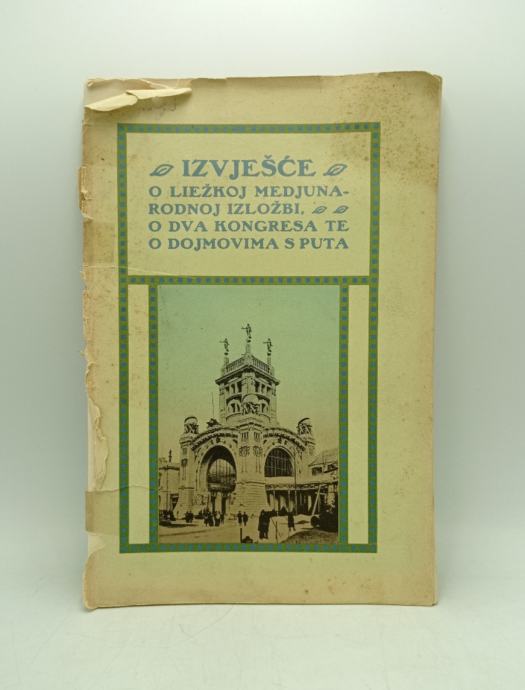 IZVJEŠĆE
O LIEŽKOJ MEDJUNA-
RODNOJ IZLOŽBI,
O DVA KONGRESA TE
O DOJMOVIMA S PUTA